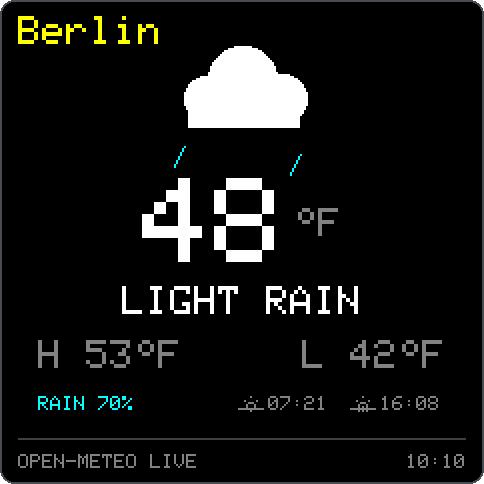 Berlin
48 °F
LIGHT RAIN
H 53°F L 42°F
RAIN 70% 07:21 16:08
OPEN-METEO LIVE 10:10